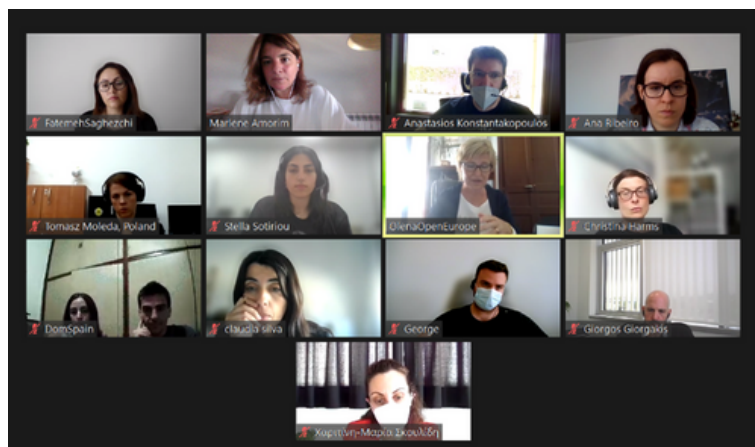 FatemehSaghezchi
Marlene Amorim
Anastasios Konstantakopoulos
Ana Ribeiro
Tomasz Moleda, Poland
Stella Sotiriou
OlenaOpenEurope
Christina Harms
DomSpain
claudia silva
George
Giorgos Giorgakis
Χαριτίνη-Μαρία Σκουλίδη